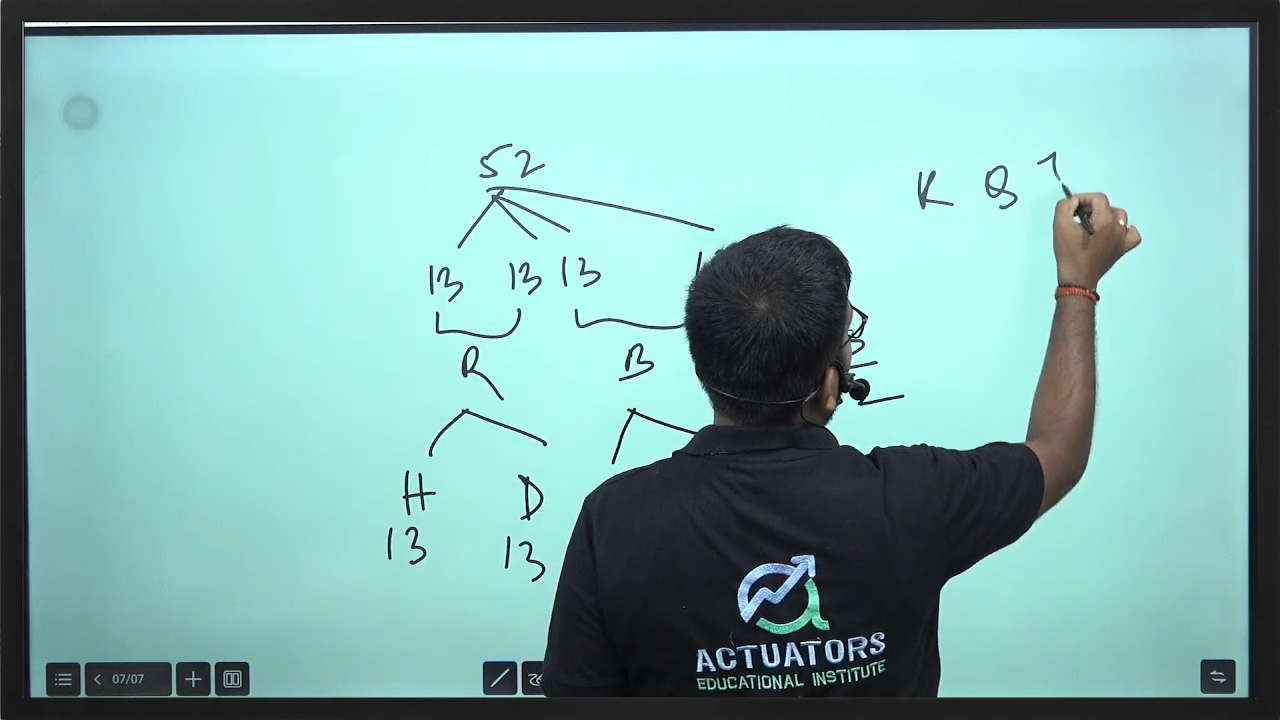 52
K Q
13 13 13
R B
H D
13 13
ACTUATORS
EDUCATIONAL INSTITUTE
07/07